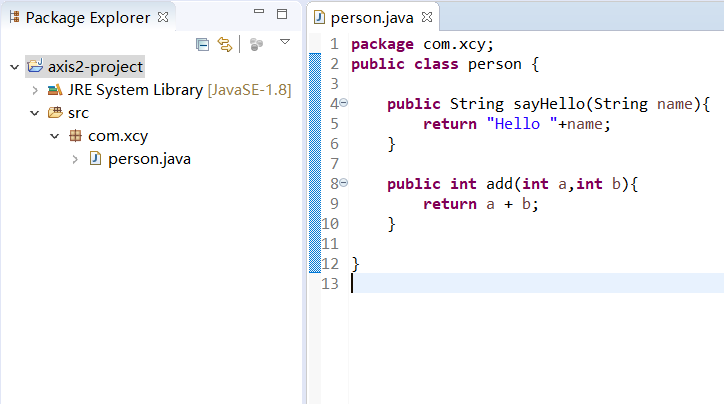 Package Explorer
axis2-project
JRE System Library [JavaSE-1.8]
src
com.xcy
person.java
person.java
1 package com.xcy;
2 public class person {
3
4 public String sayHello(String name){
5 return "Hello "+name;
6 }
7
8 public int add(int a,int b){
9 return a + b;
10 }
11
12 }
13